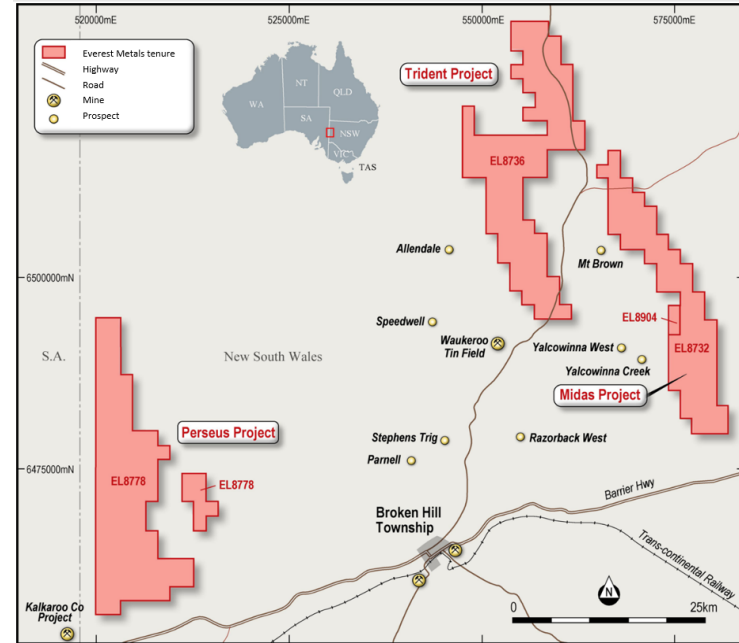 520000mE
525000mE
550000mE
575000mE
Everest Metals tenure
Highway
Road
Mine
Prospect
WA
NT
QLD
SA
NSW
VIC
TAS
Trident Project
EL8736
Allendale
Mt Brown
6500000mN
Speedwell
EL8904
Waukeroo
Tin Field
Yalcowinna West
EL8732
S.A.
New South Wales
Yalcowinna Creek
Midas Project
Perseus Project
Stephens Trig
Razorback West
Parnell
6475000mN
EL8778
EL8778
Barrier Hwy
Broken Hill
Township
Trans-continental Railway
Kalkaroo Co
Project
N
0
25km